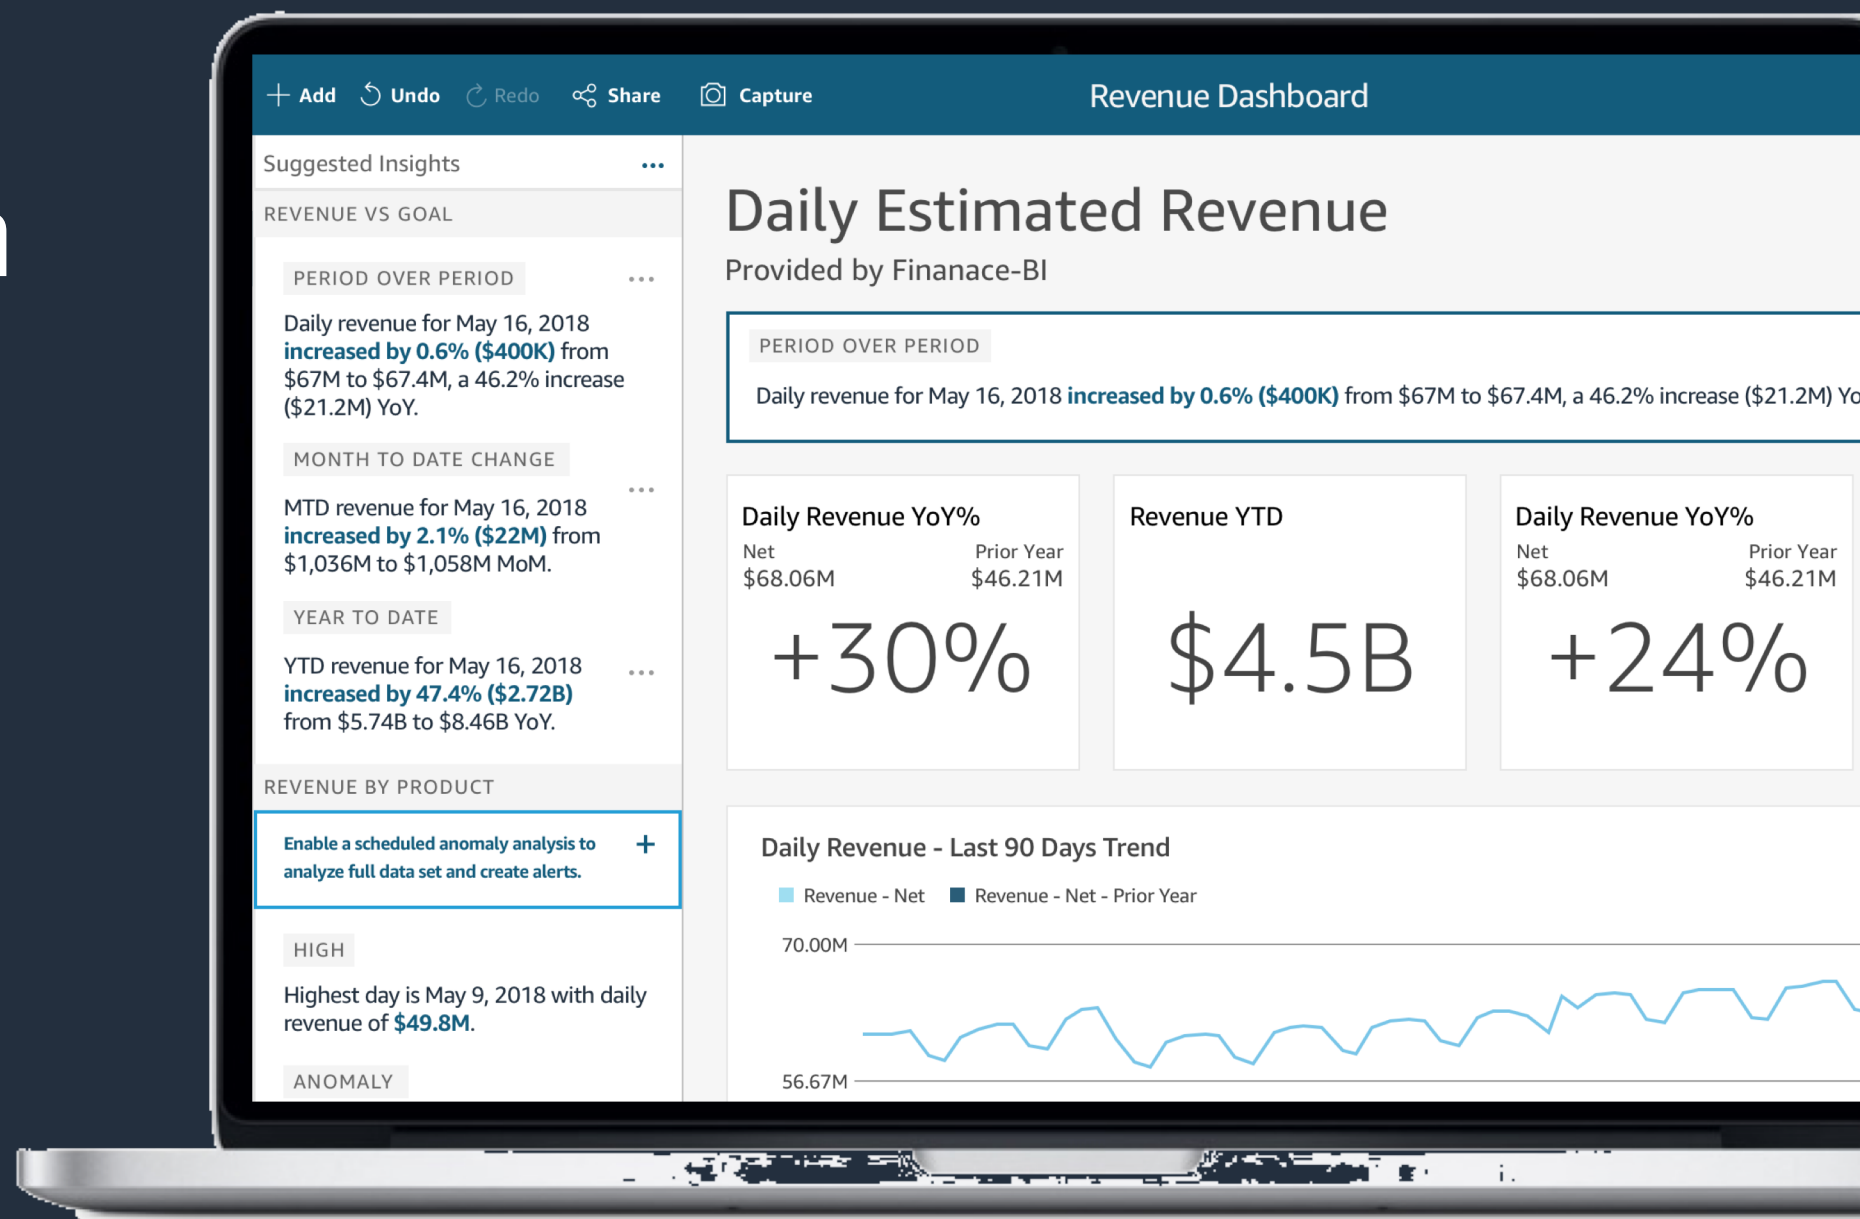 Add Undo Redo Share Capture Revenue Dashboard
Suggested Insights
REVENUE VS GOAL
PERIOD OVER PERIOD
Daily revenue for May 16, 2018
increased by 0.6% ($400K) from
$67M to $67.4M, a 46.2% increase
($21.2M) YoY.
MONTH TO DATE CHANGE
MTD revenue for May 16, 2018
increased by 2.1% ($22M) from
$1,036M to $1,058M MoM.
YEAR TO DATE
YTD revenue for May 16, 2018
increased by 47.4% ($2.72B)
from $5.74B to $8.46B YoY.
REVENUE BY PRODUCT
Enable a scheduled anomaly analysis to
analyze full data set and create alerts.
HIGH
Highest day is May 9, 2018 with daily
revenue of $49.8M.
ANOMALY
Daily Estimated Revenue
Provided by Finanace-BI
PERIOD OVER PERIOD
Daily revenue for May 16, 2018 increased by 0.6% ($400K) from $67M to $67.4M, a 46.2% increase ($21.2M)
Daily Revenue YoY%
Net Prior Year
$68.06M $46.21M
+30%
Revenue YTD
$4.5B
Daily Revenue YoY%
Net Prior Year
$68.06M $46.21M
+24%
Daily Revenue - Last 90 Days Trend
Revenue - Net Revenue - Net - Prior Year
70.00M
56.67M